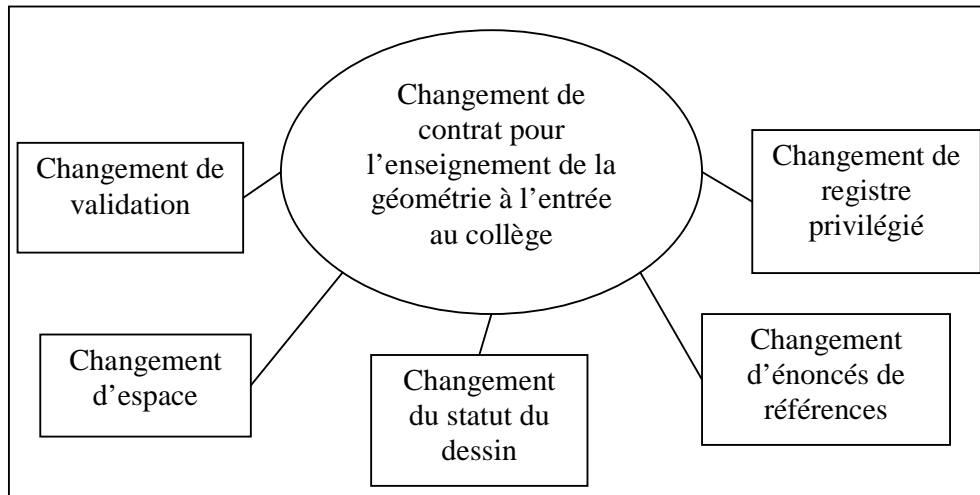 Changement de
contrat pour
l'enseignement de la
géométrie à l'entrée
au collège
Changement de
validation
Changement de
registre
privilégié
Changement
d'espace
Changement
du statut du
dessin
Changement
d'énoncés de
références